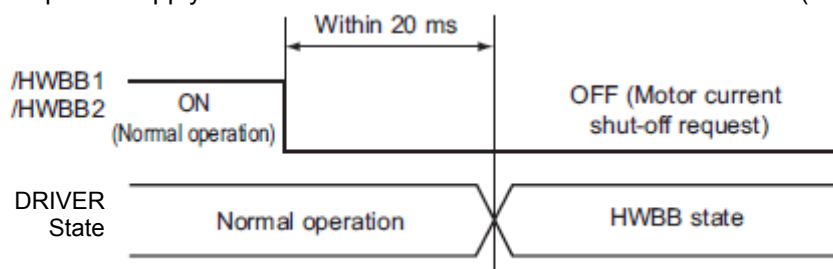 Within 20 ms
/HWBB1
/HWBB2
ON
(Normal operation)
OFF (Motor current
shut-off request)
DRIVER
State
Normal operation
HWBB state